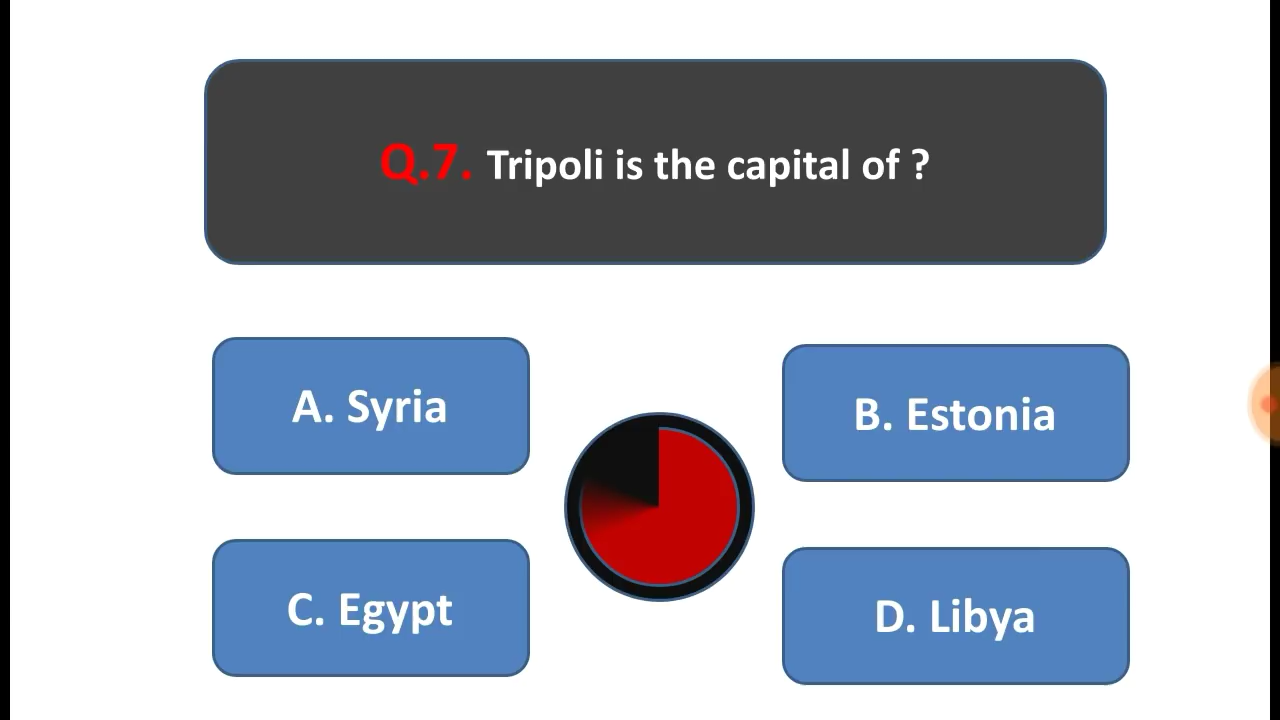 Q.7. Tripoli is the capital of ?
A. Syria
B. Estonia
C. Egypt
D. Libya